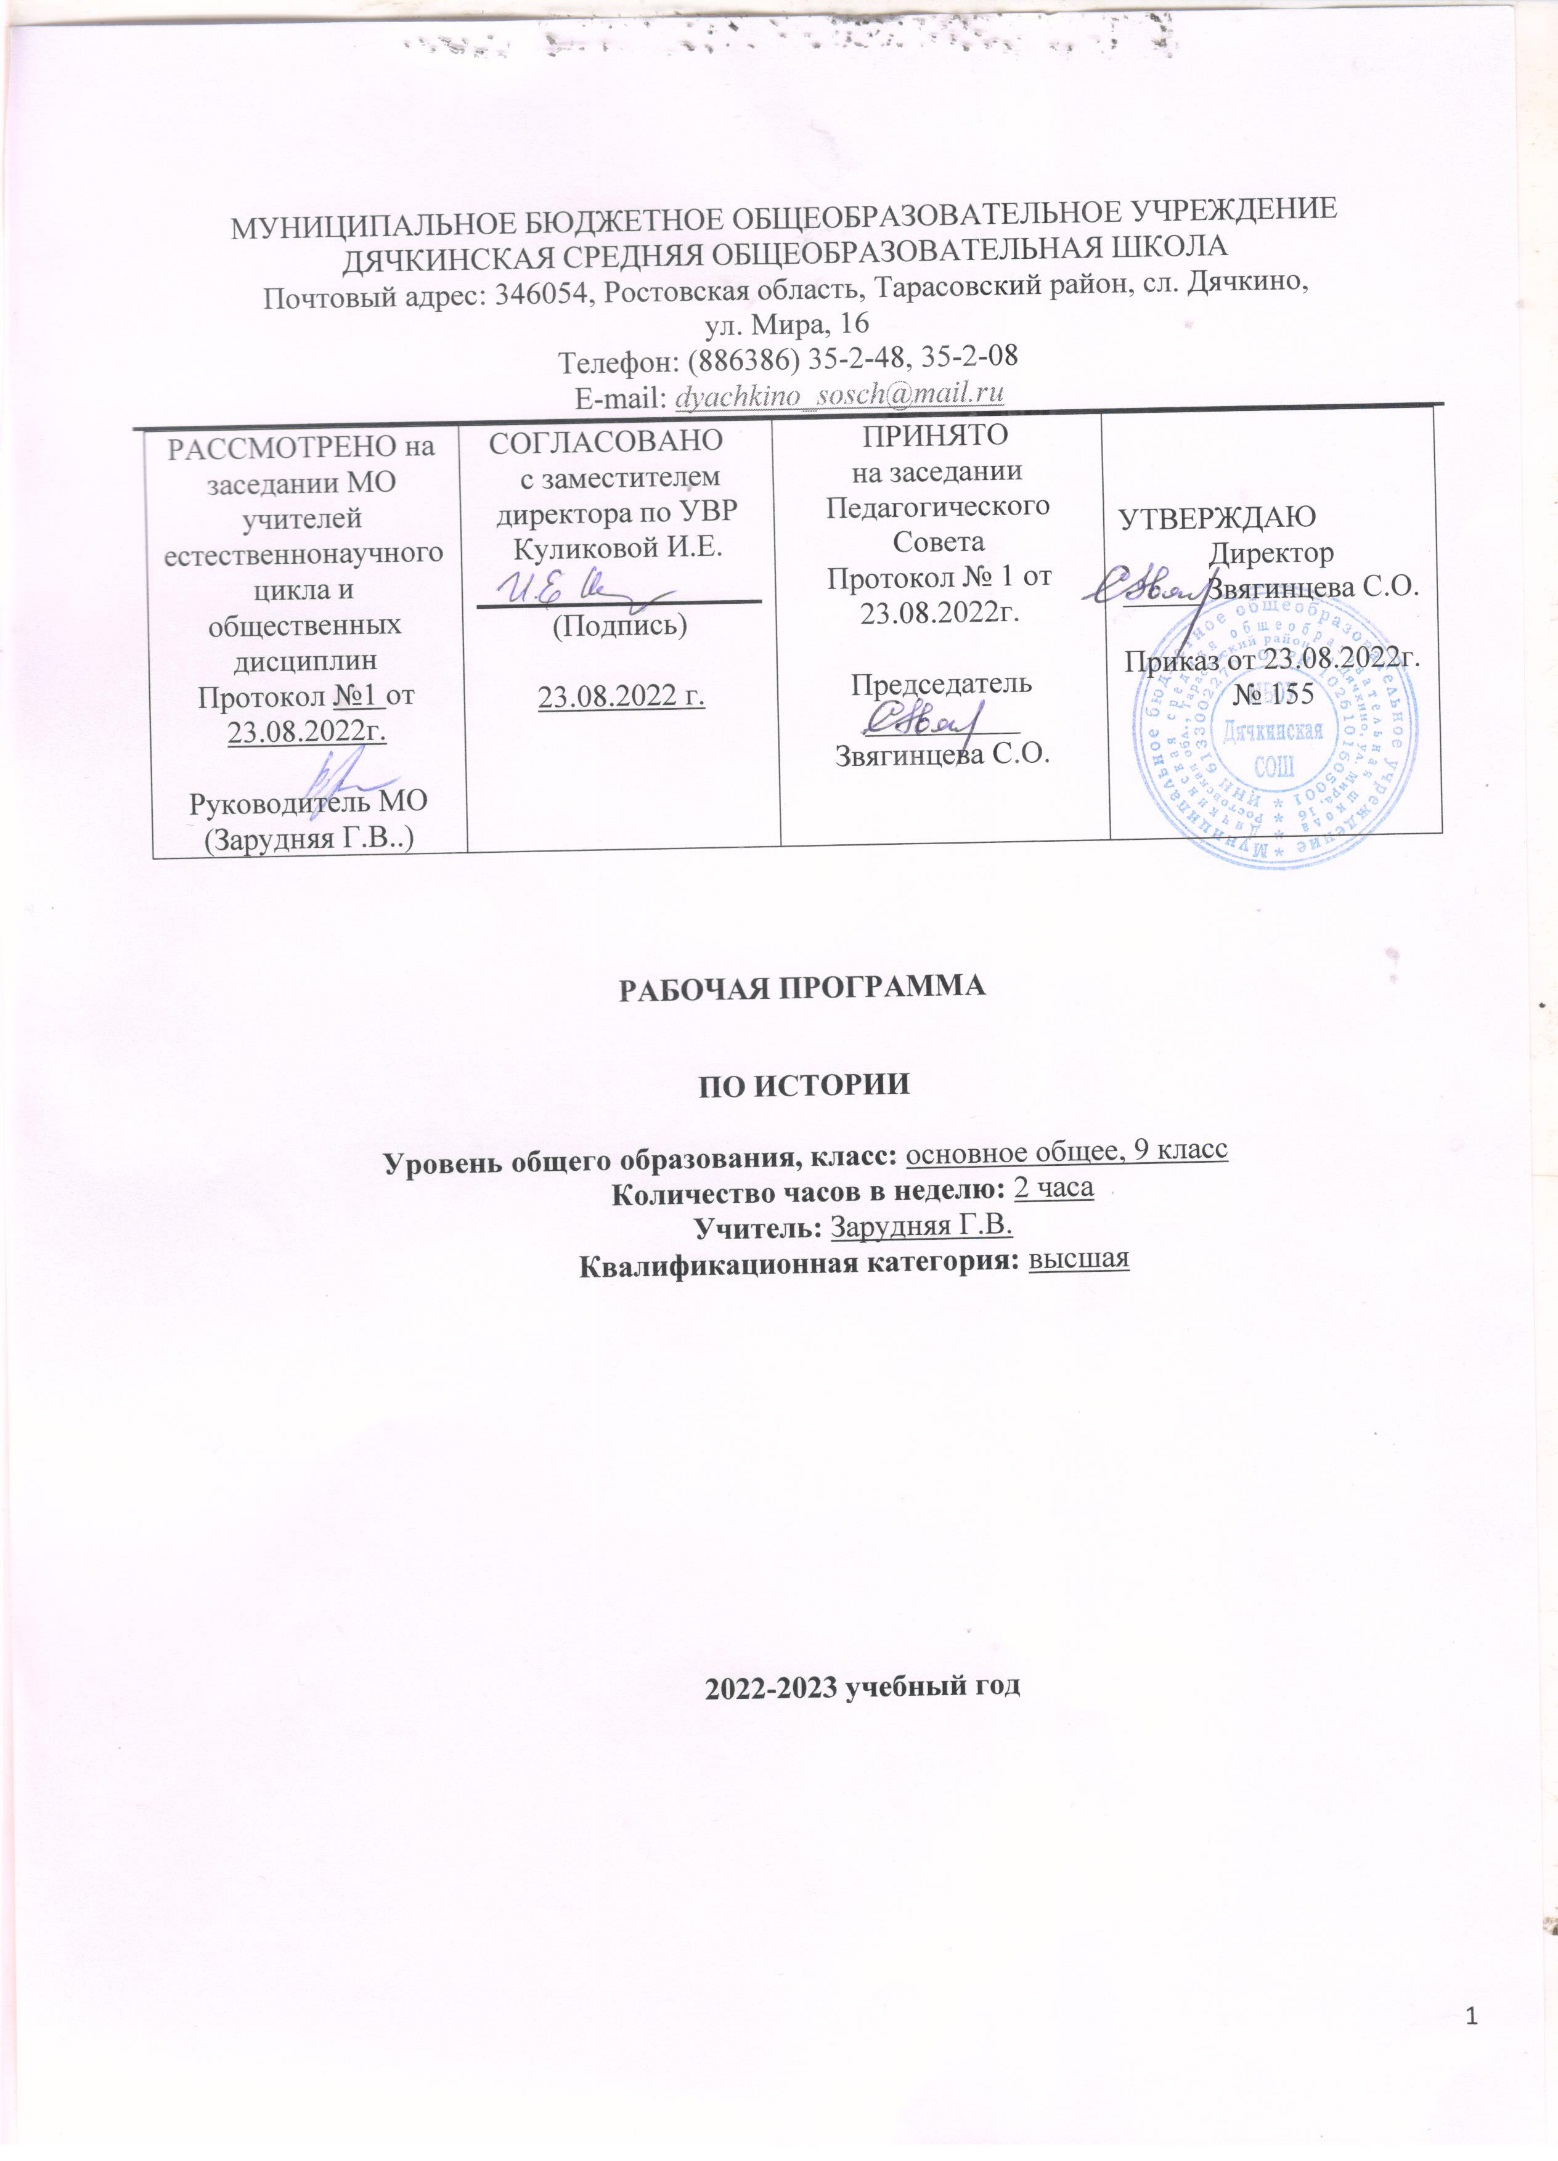 МУНИЦИПАЛЬНОЕ БЮДЖЕТНОЕ ОБЩЕОБРАЗОВАТЕЛЬНОЕ УЧРЕЖДЕНИЕ
ДЯЧКИНСКАЯ СРЕДНЯЯ ОБЩЕОБРАЗОВАТЕЛЬНАЯ ШКОЛА
Почтовый адрес: 346054, Ростовская область, Тарасовский район, сл. Дячкино,
ул. Мира, 16
Телефон: (886386) 35-2-48, 35-2-08
E-mail: dyachkino_sosch@mail.ru
РАССМОТРЕНО на
заседании МО
учителей
естественнонаучного
цикла и
общественных
дисциплин
Протокол №1 от
23.08.2022г.
Руководитель МО
(Зарудняя Г.В..)
СОГЛАСОВАНО
с заместителем
директора по УВР
Куликовой И.Е.
(Подпись)
23.08.2022 г.
ПРИНЯТО
на заседании
Педагогического
Совета
Протокол № 1 от
23.08.2022г.
Председатель
Звягинцева С.О.
УТВЕРЖДАЮ
Директор
Звягинцева С.О.
Приказ от 23.08.2022г.
№ 155
МБОУ
Дячкинская
СОШ
РАБОЧАЯ ПРОГРАММА
ПО ИСТОРИИ
Уровень общего образования, класс: основное общее, 9 класс
Количество часов в неделю: 2 часа
Учитель: Зарудняя Г.В.
Квалификационная категория: высшая
2022-2023 учебный год
1